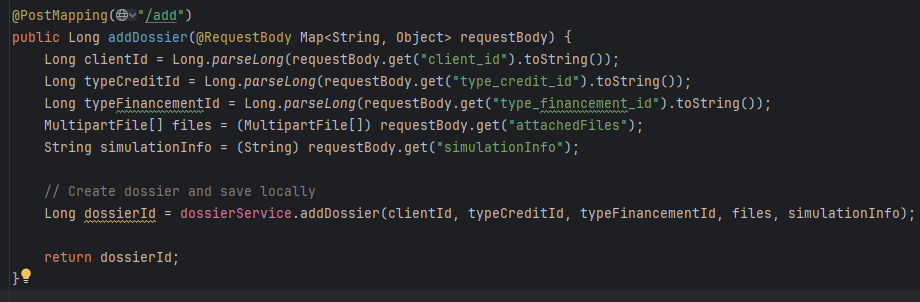 @PostMapping("/add")
public Long addDossier(@RequestBody Map<String, Object> requestBody) {
    Long clientId = Long.parseLong(requestBody.get("client_id").toString());
    Long typeCreditId = Long.parseLong(requestBody.get("type_credit_id").toString());
    Long typeFinancementId = Long.parseLong(requestBody.get("type_financement_id").toString());
    MultipartFile[] files = (MultipartFile[]) requestBody.get("attachedFiles");
    String simulationInfo = (String) requestBody.get("simulationInfo");

    // Create dossier and save locally
    Long dossierId = dossierService.addDossier(clientId, typeCreditId, typeFinancementId, files, simulationInfo);

    return dossierId;
}